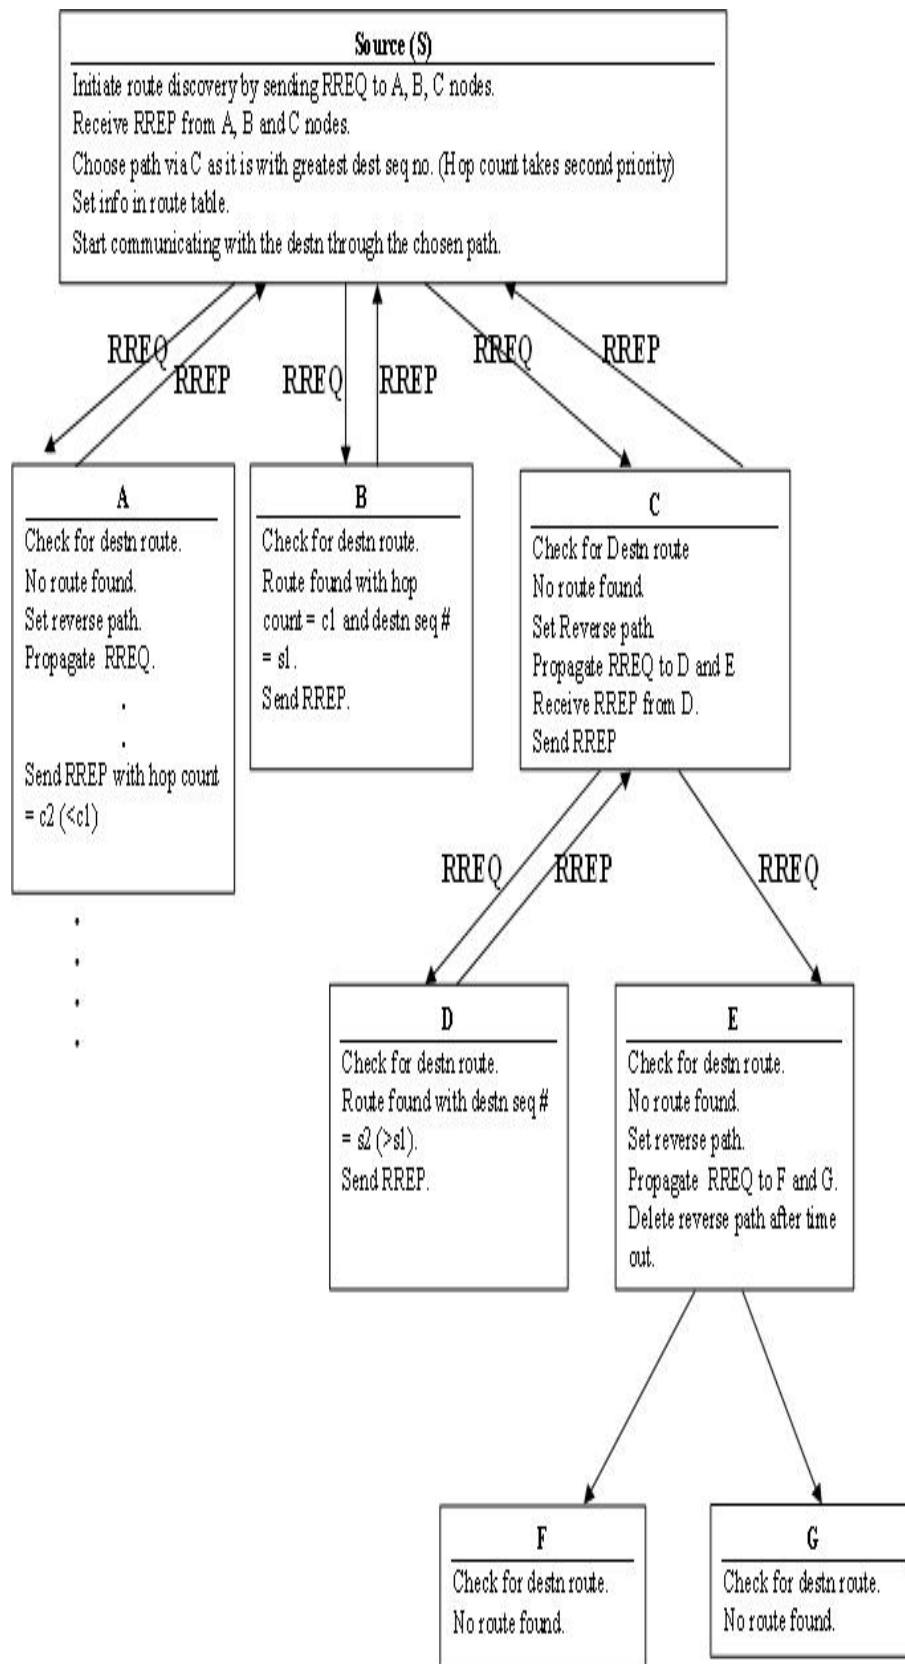 Source (S)
Initiate route discovery by sending RREQ to A, B, C nodes.
Receive RREP from A, B and C nodes.
Choose path via C as it is with greatest dest seq no. (Hop count takes second priority)
Set info in route table.
Start communicating with the destn through the chosen path.
RREQ
RREP
RREQ
RREP
RREQ
RREP
A
Check for destn route.
No route found.
Set reverse path.
Propagate RREQ.
.
.
Send RREP with hop count
= c2 (<c1)
.
.
.
.
B
Check for destn route.
Route found with hop
count = c1 and destn seq #
= s1.
Send RREP.
C
Check for Destn route
No route found
Set Reverse path
Propagate RREQ to D and E
Receive RREP from D.
Send RREP
RREQ
RREP
RREQ
D
Check for destn route.
Route found with destn seq #
= s2 (>s1).
Send RREP.
E
Check for destn route.
No route found.
Set reverse path.
Propagate RREQ to F and G.
Delete reverse path after time
out.
F
Check for destn route.
No route found.
G
Check for destn route.
No route found.